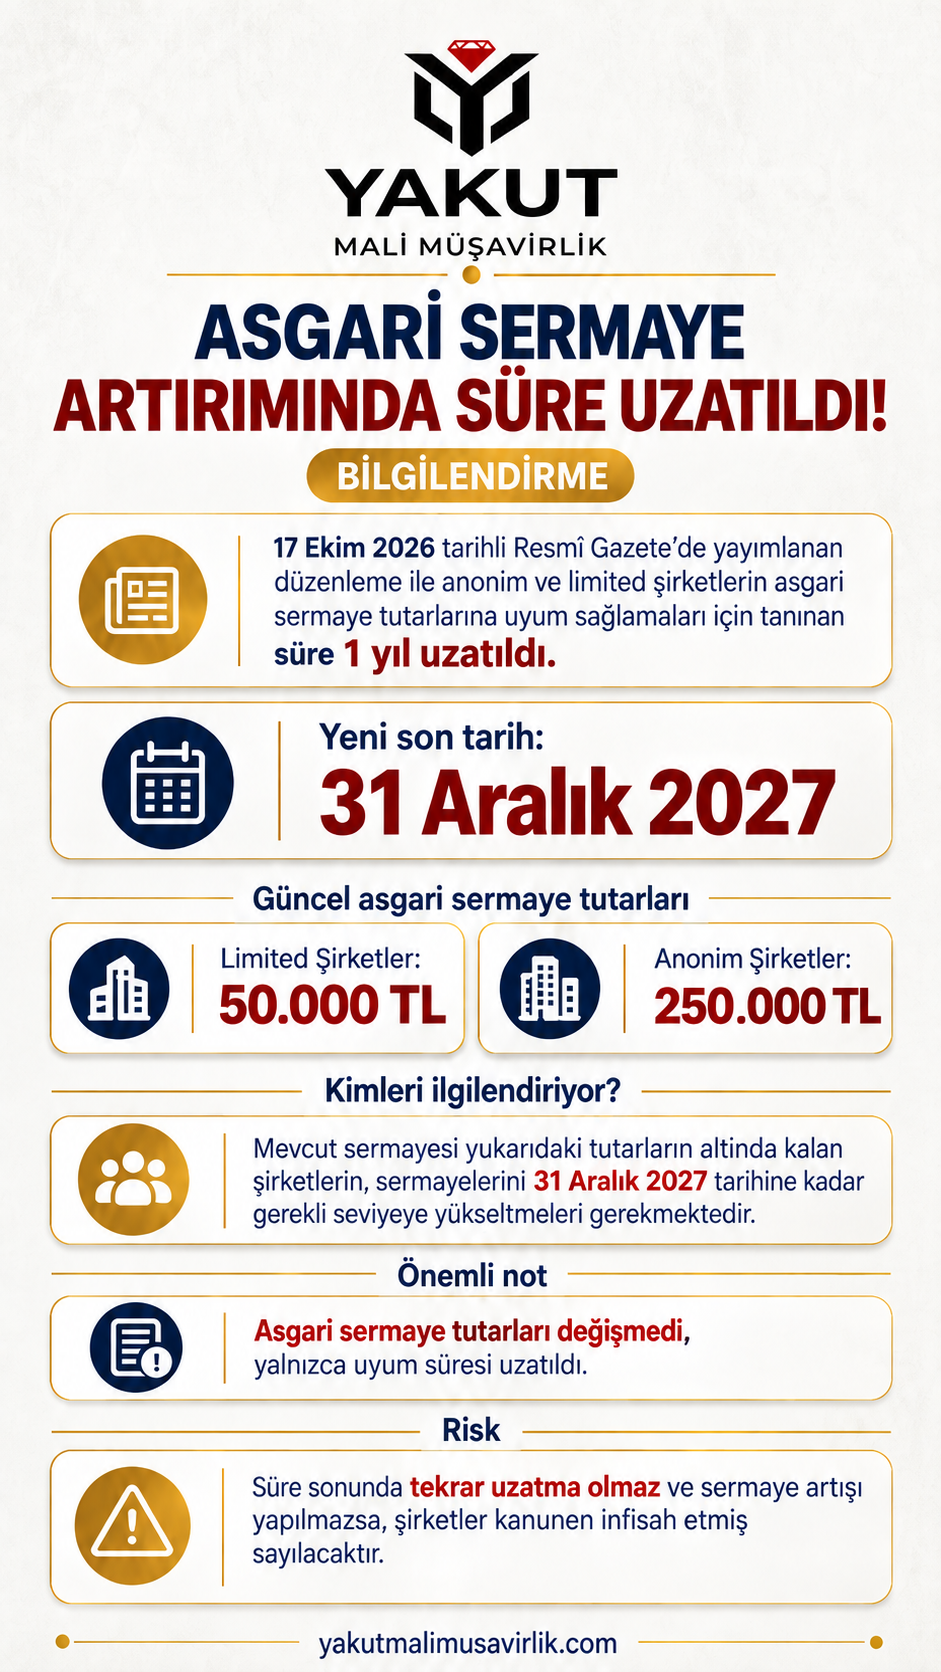 YAKUT
MALİ MÜŞAVİRLİK
ASGARİ SERMAYE
ARTIRIMINDA SÜRE UZATILDI!
BİLGİLENDİRME
17 Ekim 2026 tarihli Resmî Gazete’de yayımlanan
düzenleme ile anonim ve limited şirketlerin asgari
sermaye tutarlarına uyum sağlamaları için tanınan
süre 1 yıl uzatıldı.
Yeni son tarih:
31 Aralık 2027
Güncel asgari sermaye tutarları
Limited Şirketler:
50.000 TL
Anonim Şirketler:
250.000 TL
Kimleri ilgilendiriyor?
Mevcut sermayesi yukarıdaki tutarların altinda kalan
şirketlerin, sermayelerini 31 Aralık 2027 tarihine kadar
gerekli seviyeye yükseltmeleri gerekmektedir.
Önemli not
Asgari sermaye tutarları değişmedi,
yalnızca uyum süresi uzatıldı.
Risk
Süre sonunda tekrar uzatma olmaz ve sermaye artışı
yapılmazsa, şirketler kanunen infisah etmiş
sayılacaktır.
yakutmalimusavirlik.com